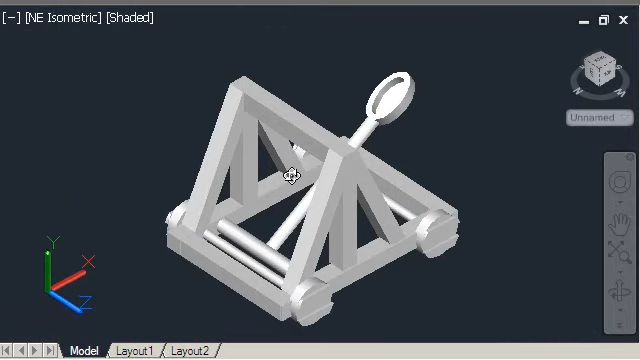 [−] [NE Isometric] [Shaded]
Unnamed
Y
X
Z
Model Layout1 Layout2